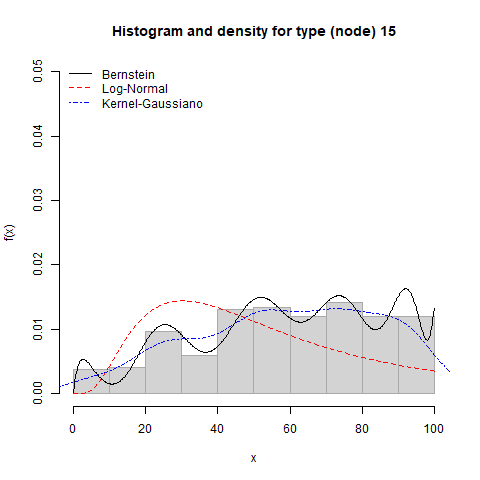 Histogram and density for type (node) 15
Bernstein
Log-Normal
Kernel-Gaussiano
0.05
0.04
0.03
0.02
0.01
0.00
f(x)
0 20 40 60 80 100
x